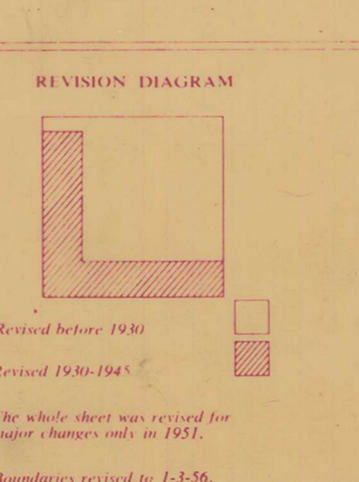 REVISION DIAGRAM
Revised before 1930
Revised 1930-1945
The whole sheet was revised for
major changes only in 1951.
Boundaries revised to 1-3-56.